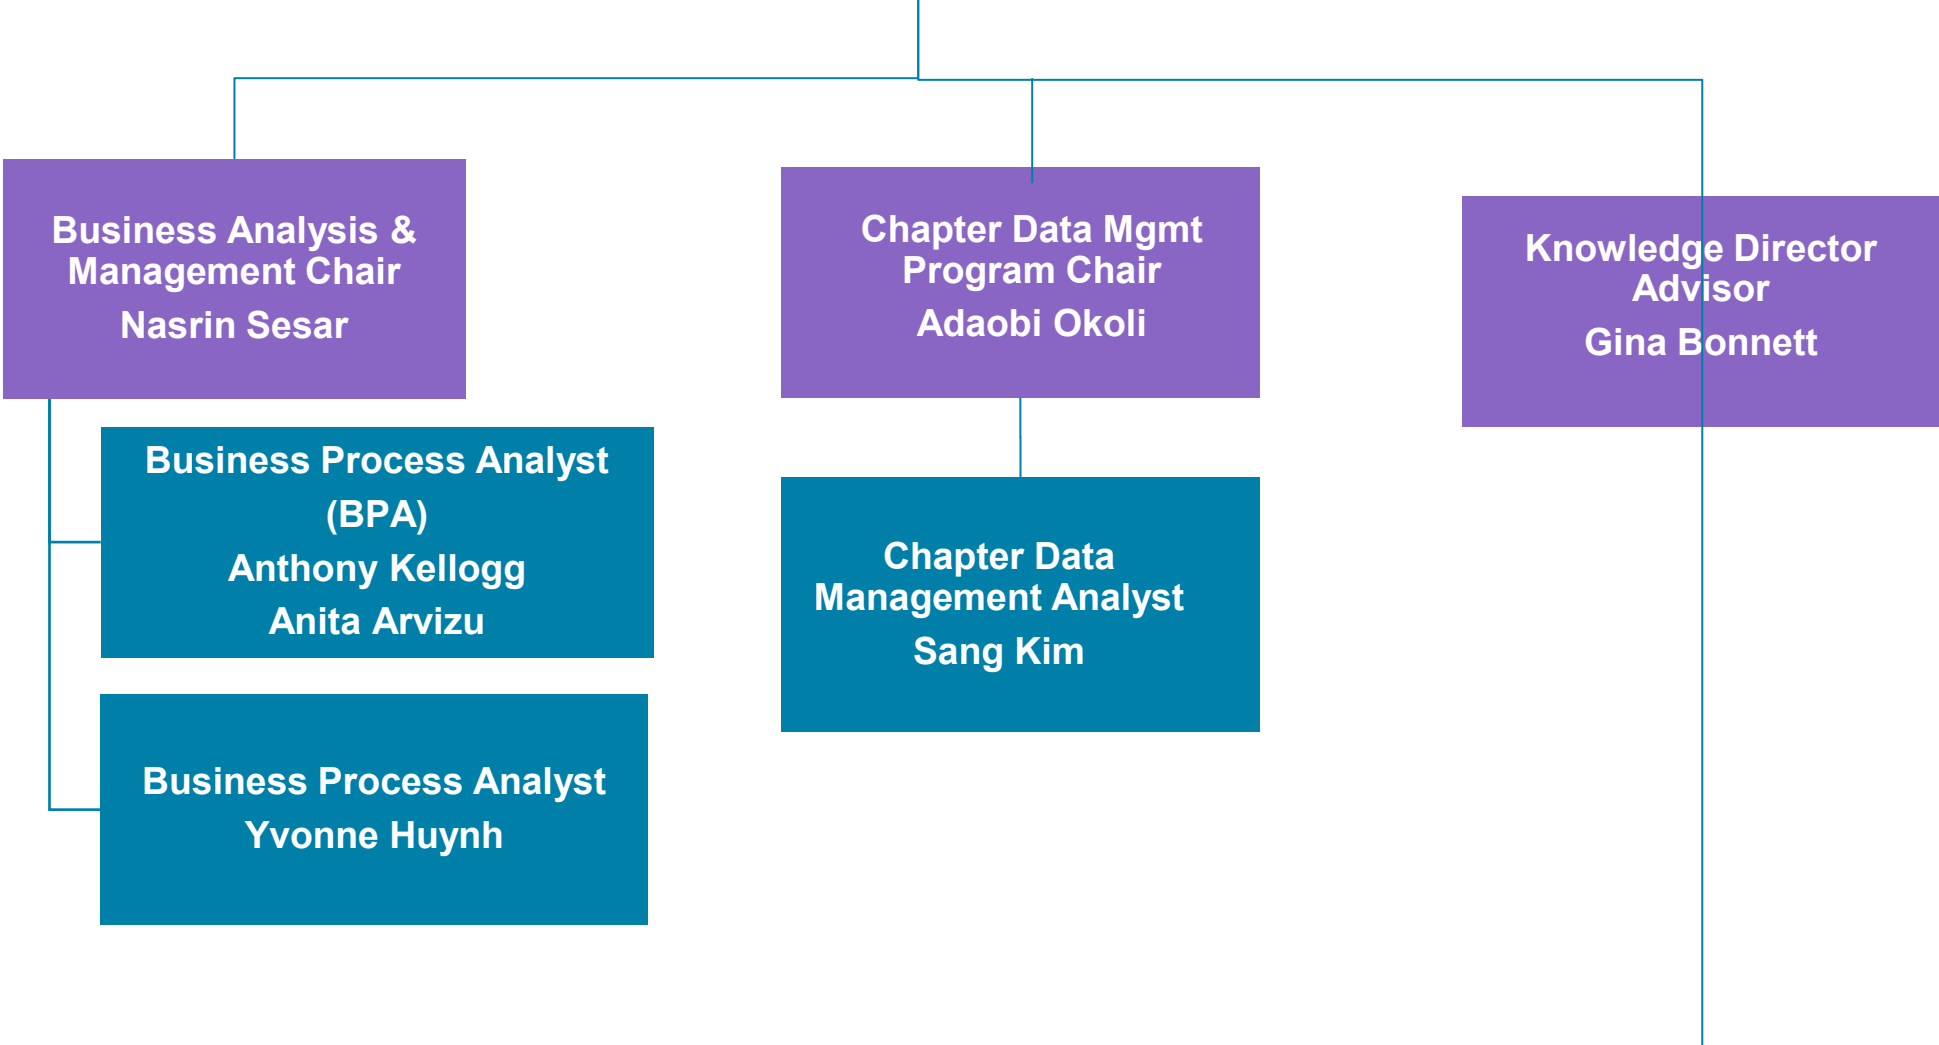 Business Analysis &
Management Chair
Nasrin Sesar
Chapter Data Mgmt
Program Chair
Adaobi Okoli
Knowledge Director
Advisor
Gina Bonnett
Business Process Analyst
(BPA)
Anthony Kellogg
Anita Arvizu
Chapter Data
Management Analyst
Sang Kim
Business Process Analyst
Yvonne Huynh